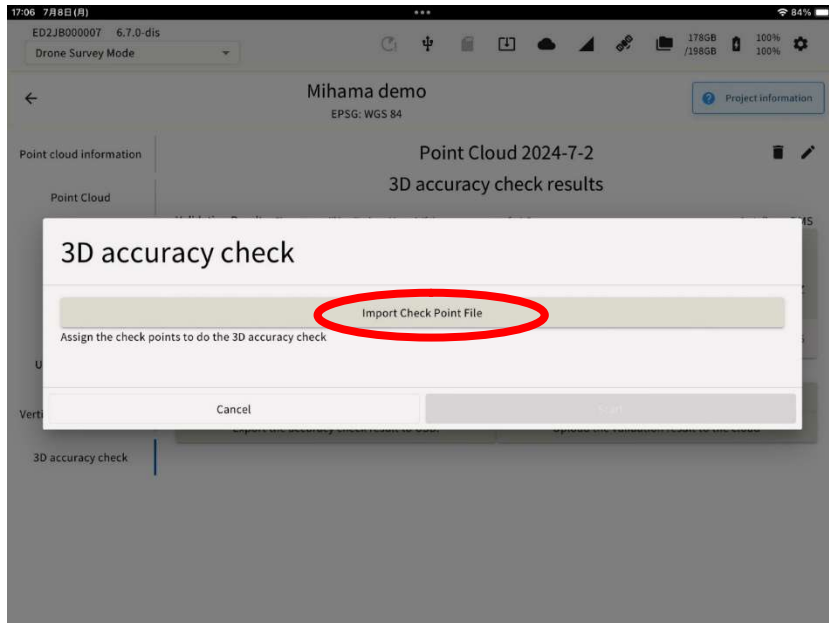 17:06 7月8日(月)
84%
ED2JB000007 6.7.0-dis
Drone Survey Mode
178GB
/198GB
100%
100%
Mihama demo
EPSG: WGS 84
Project information
Point cloud information
Point Cloud 2024-7-2
Point Cloud
3D accuracy check results
3D accuracy check
Import Check Point File
Assign the check points to do the 3D accuracy check
Cancel
Start
Verti
3D accuracy check